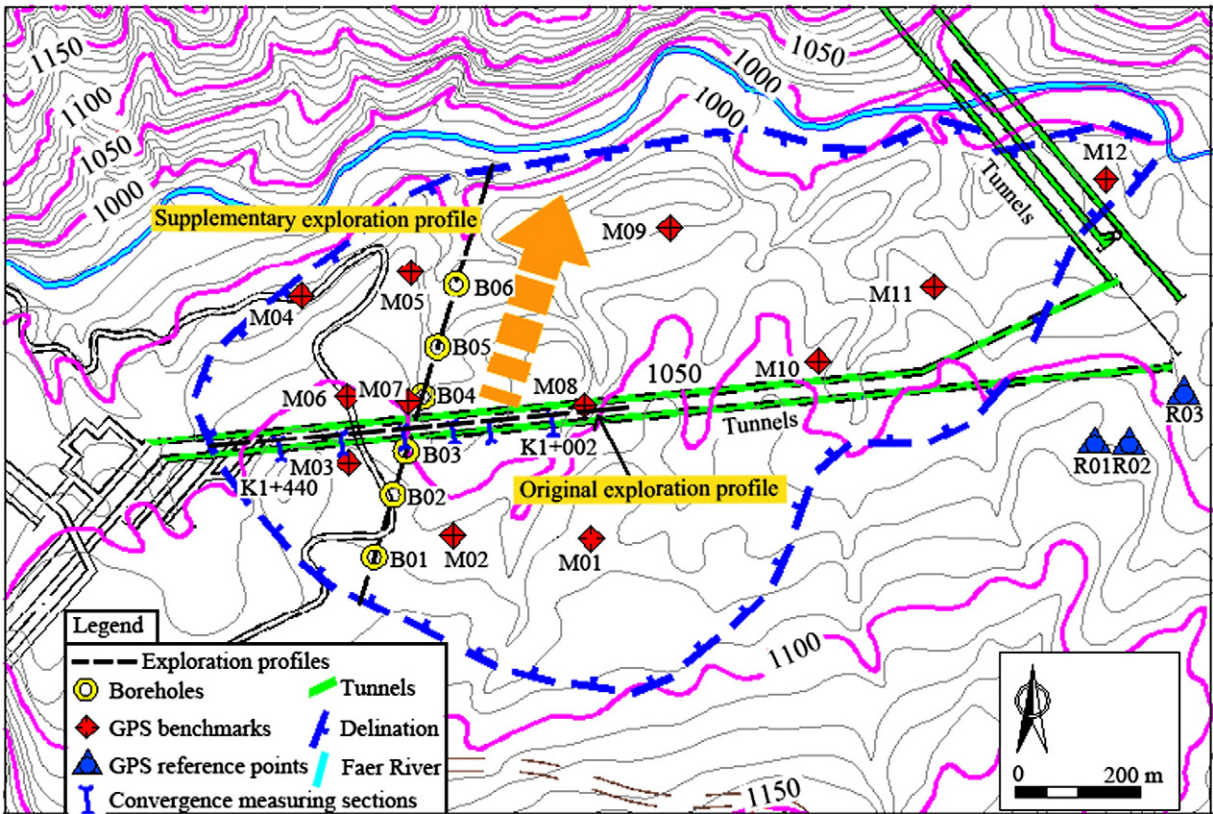 1150
1100
1050
1000
1050
1000
1000
M12
Tunnels
Supplementary exploration profile
M09
M05
B06
M04
M11
B05
M06
M07
B04
M08
1050
M10
R03
Tunnels
K1+002
B03
M03
K1+440
R01
R02
Original exploration profile
B02
B01
M02
M01
1100
1150
Legend
Exploration profiles
Boreholes
Tunnels
GPS benchmarks
Delination
GPS reference points
Faer River
Convergence measuring sections
0 200 m